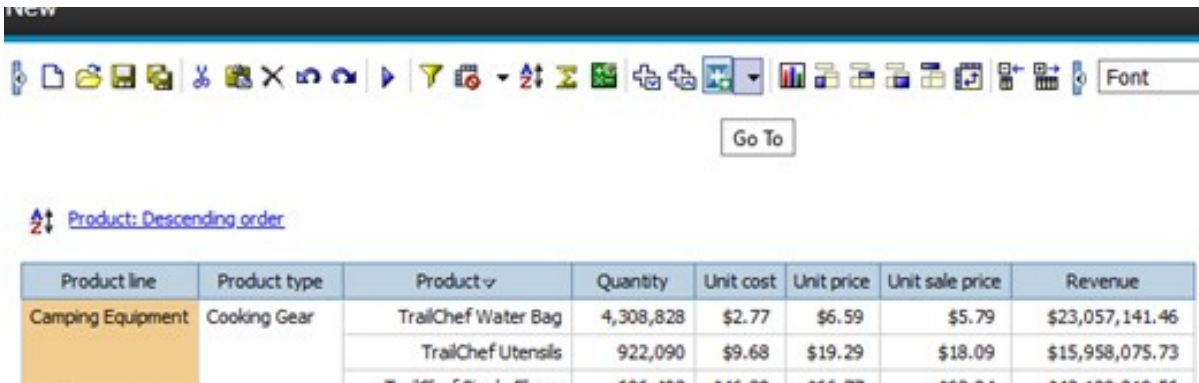 New
Font
Go To
Product: Descending order
Product line Product type Product Quantity Unit cost Unit price Unit sale price Revenue
Camping Equipment Cooking Gear TrailChef Water Bag 4,308,828 $2.77 $6.59 $5.79 $23,057,141.46
TrailChef Utensils 922,090 $9.68 $19.29 $18.09 $15,958,075.73